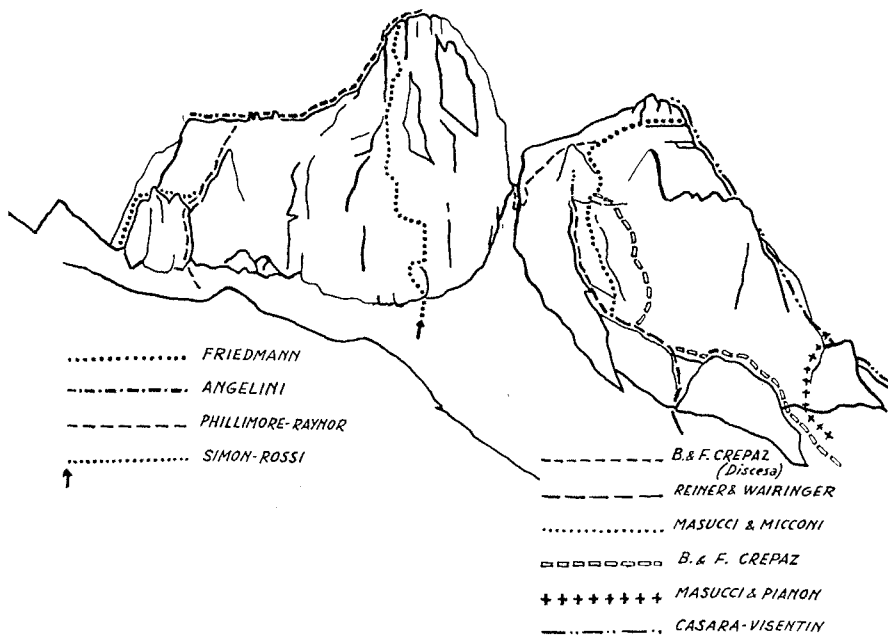 FRIEDMANN
ANGELINI
PHILLIMORE-RAYNOR
SIMON-ROSSI
B. & F. CREPAZ
(Discesa)
REINER & WAIRINGER
MASUCCI & MICCONI
B. & F. CREPAZ
MASUCCI & PIANON
CASARA-VISENTIN